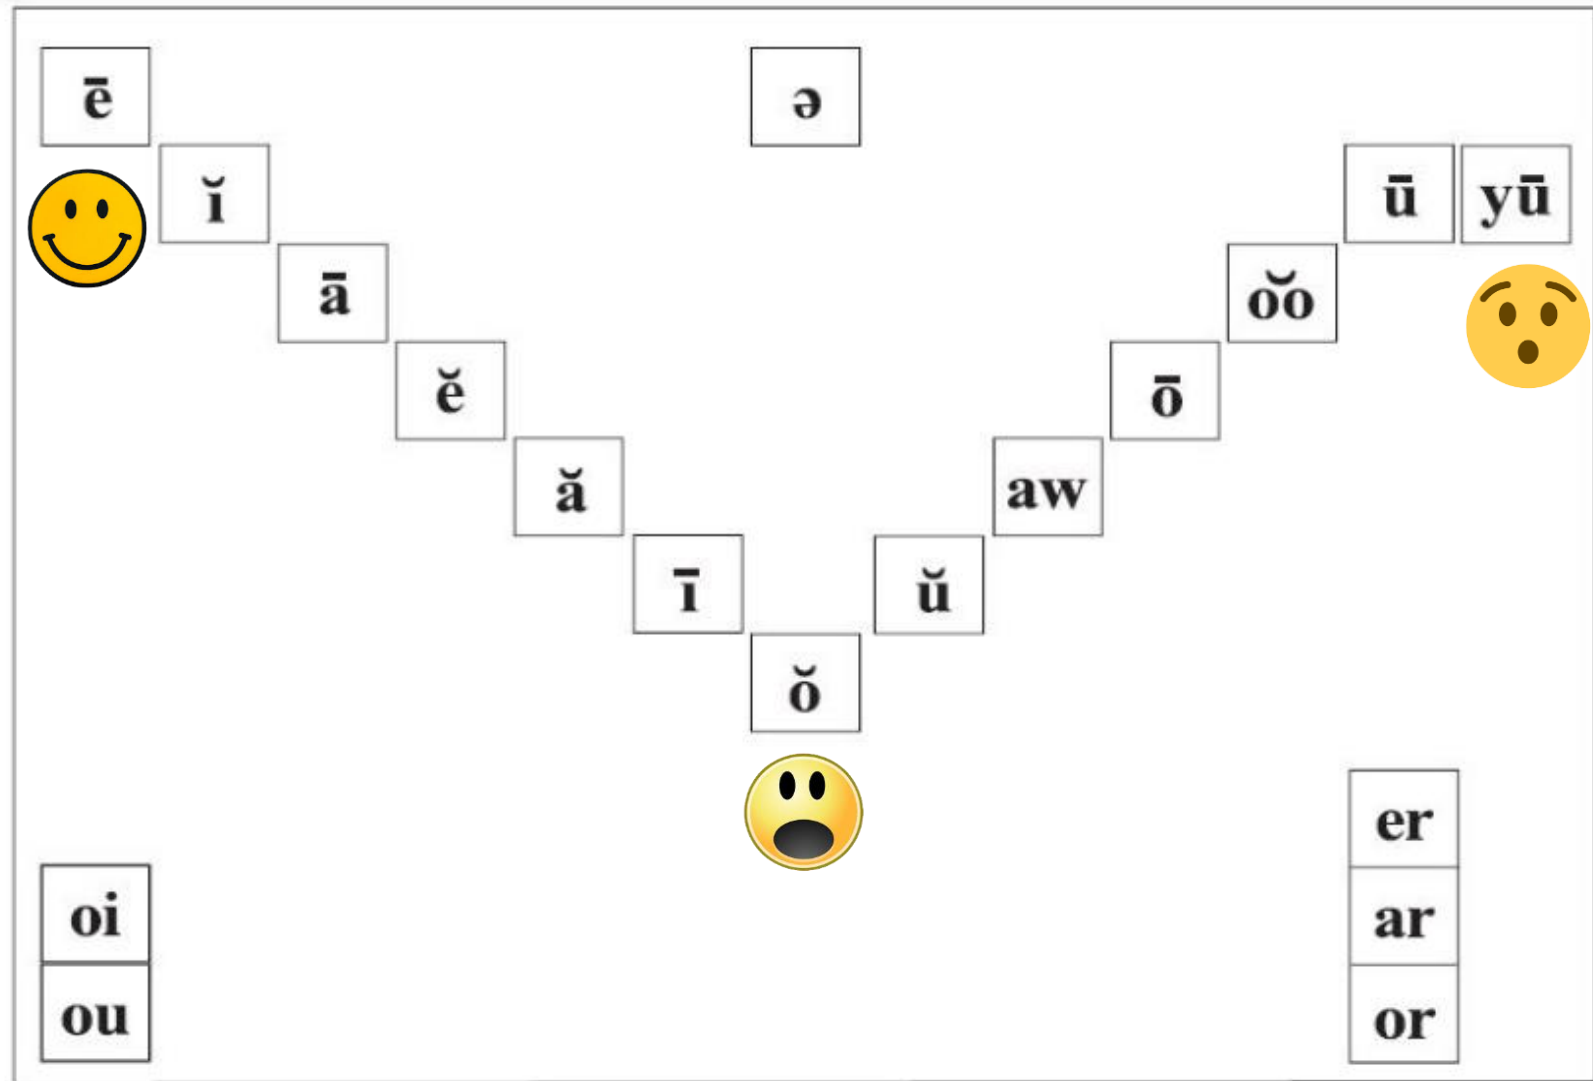 ē
ə
ĭ
ū
yū
ā
o͝o
ĕ
ō
ă
aw
ī
ŭ
ŏ
er
oi
ar
ou
or